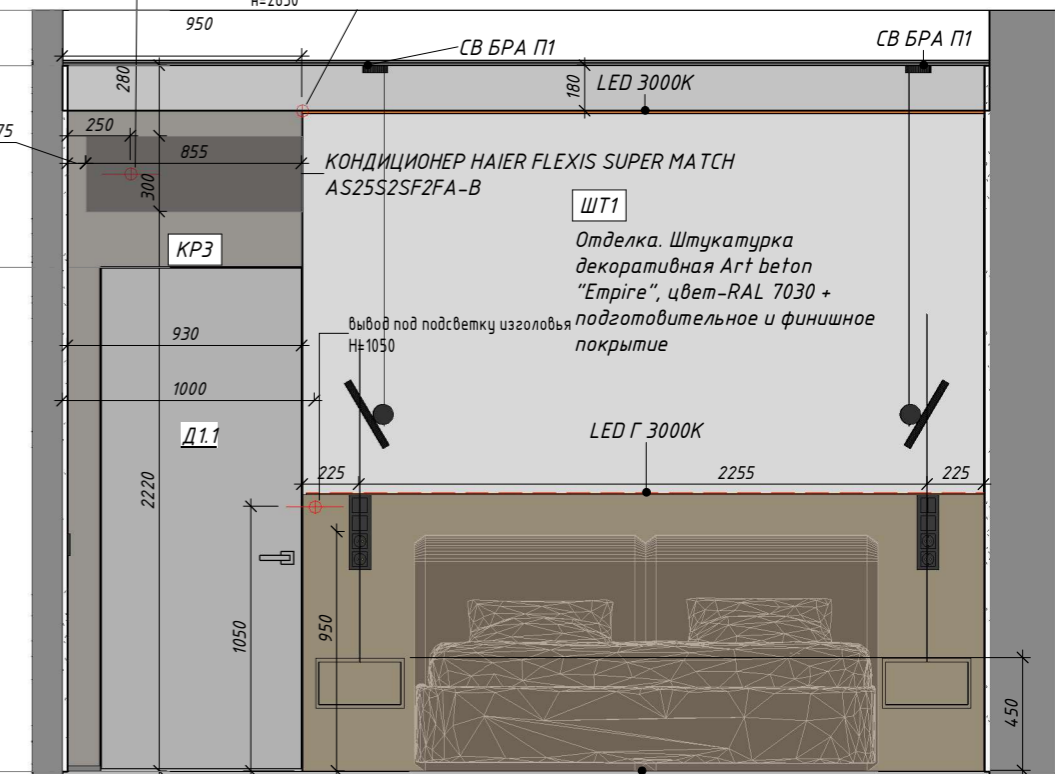 H=2650
950
СВ БРА П1
СВ БРА П1
280
180
LED 3000K
75
250
855
300
КОНДИЦИОНЕР HAIER FLEXIS SUPER MATCH
AS25S2SF2FA-B
ШТ1
КР3
Отделка. Штукатурка
декоративная Art beton
"Empire", цвет-RAL 7030 +
подготовительное и финишное
покрытие
вывод под подсветку изголовья
H=1050
930
1000
Д1.1
LED Г 3000K
225
2255
225
2220
1050
950
450